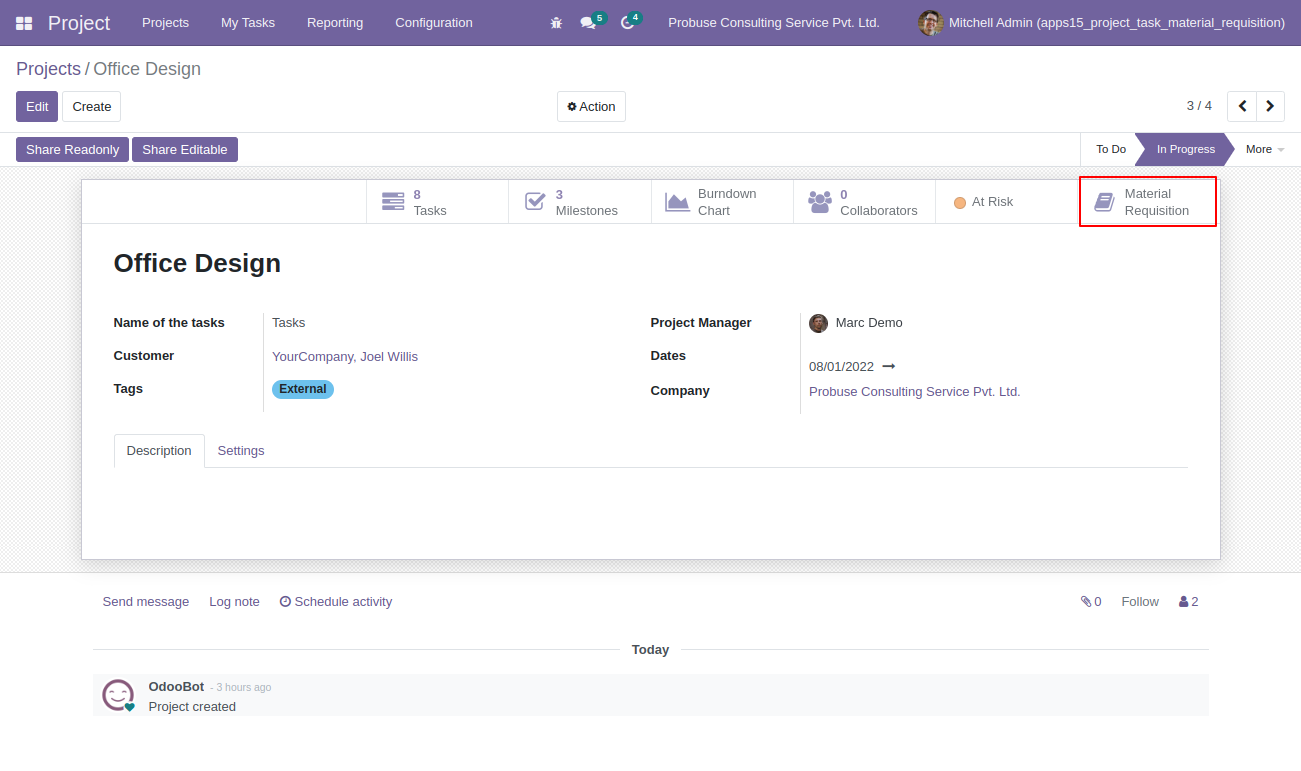 Project Projects My Tasks Reporting Configuration 5 4 Probuse Consulting Service Pvt. Ltd. Mitchell Admin (apps15_project_task_material_requisition)
Projects / Office Design
Edit Create Action 3 / 4
Share Readonly Share Editable To Do In Progress More
8 Tasks
3 Milestones
Burndown Chart
0 Collaborators
At Risk
Material Requisition
Office Design
Name of the tasks Tasks
Customer YourCompany, Joel Willis
Tags External
Project Manager Marc Demo
Dates 08/01/2022
Company Probuse Consulting Service Pvt. Ltd.
Description Settings
Send message Log note Schedule activity 0 Follow 2
Today
OdooBot - 3 hours ago
Project created